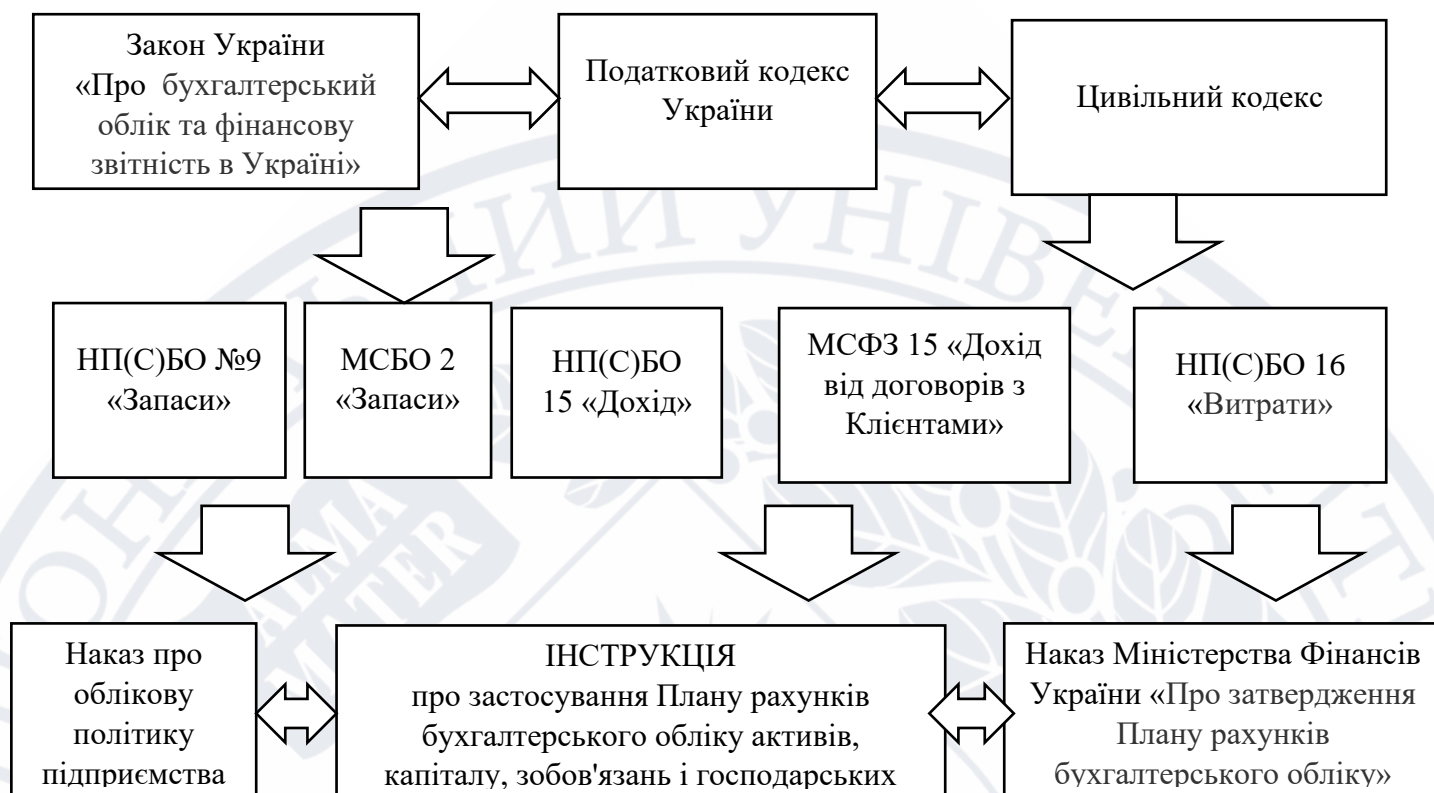 Закон України
«Про бухгалтерський
облік та фінансову
звітність в Україні»
Податковий кодекс
України
Цивільний кодекс
НП(С)БО №9
«Запаси»
МСБО 2
«Запаси»
НП(С)БО
15 «Дохід»
МСФЗ 15 «Дохід
від договорів з
Клієнтами»
НП(С)БО 16
«Витрати»
Наказ про
облікову
політику
підприємства
ІНСТРУКЦІЯ
про застосування Плану рахунків
бухгалтерського обліку активів,
капіталу, зобов'язань і господарських
Наказ Міністерства Фінансів
України «Про затвердження
Плану рахунків
бухгалтерського обліку»
ALMA
MATER